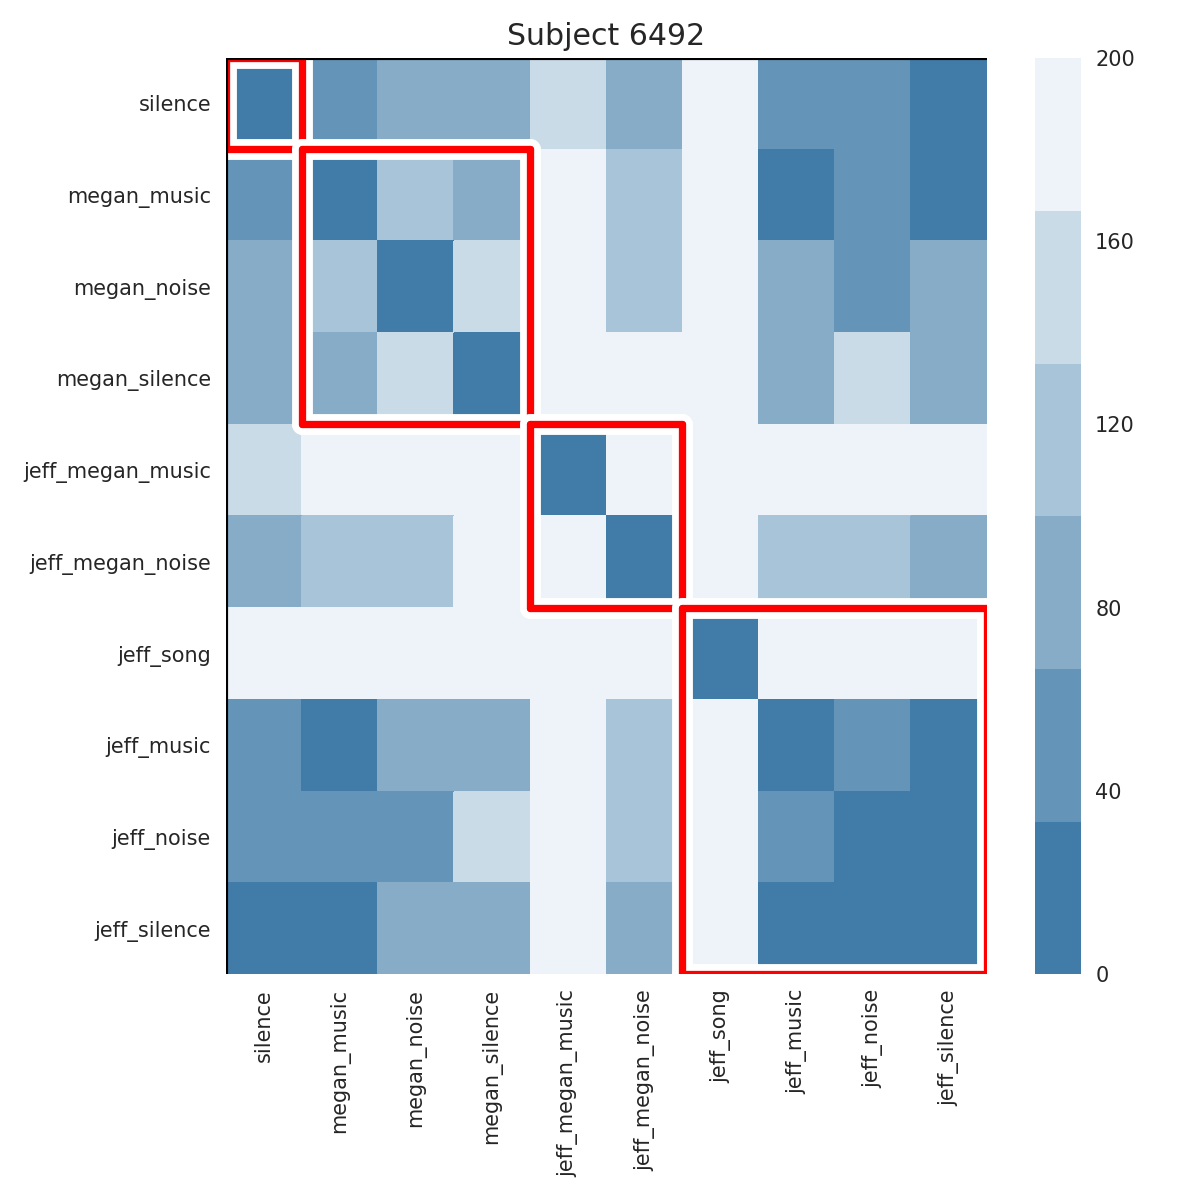 Subject 6492
silence
megan_music
megan_noise
megan_silence
jeff_megan_music
jeff_megan_noise
jeff_song
jeff_music
jeff_noise
jeff_silence
silence
megan_music
megan_noise
megan_silence
jeff_megan_music
jeff_megan_noise
jeff_song
jeff_music
jeff_noise
jeff_silence
200
160
120
80
40
0